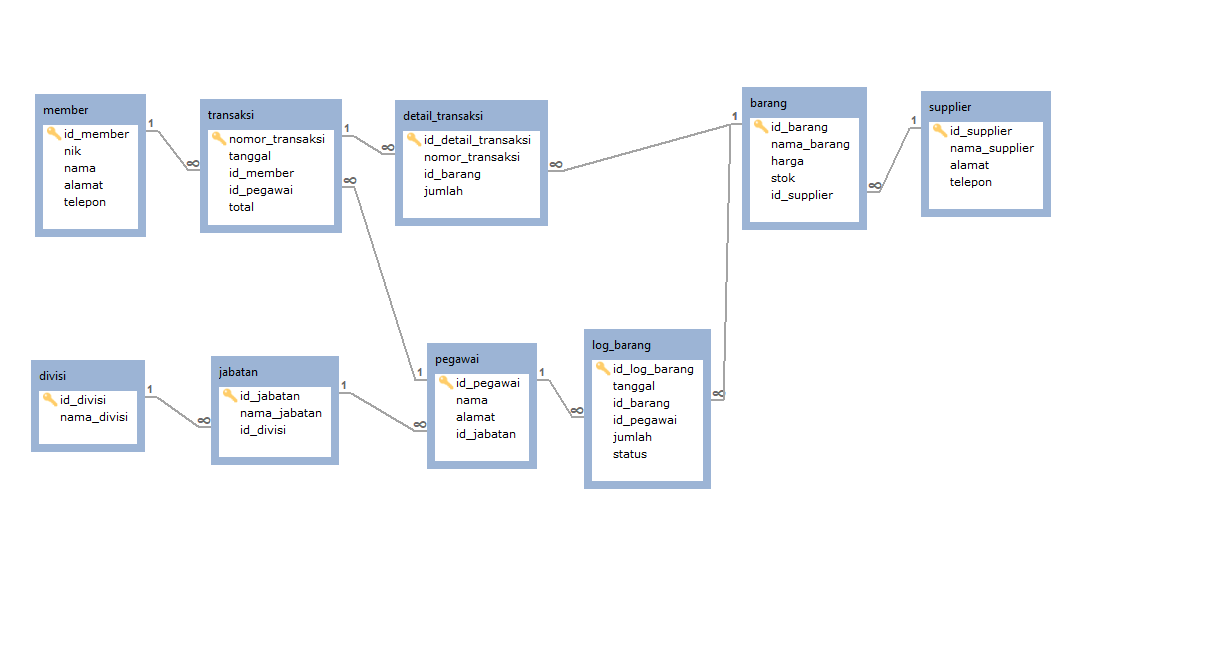 member
id_member
nik
nama
alamat
telepon
1
∞
transaksi
nomor_transaksi
tanggal
id_member
id_pegawai
total
1
∞
∞
detail_transaksi
id_detail_transaksi
nomor_transaksi
id_barang
jumlah
∞
1
barang
id_barang
nama_barang
harga
stok
id_supplier
∞
1
supplier
id_supplier
nama_supplier
alamat
telepon
divisi
id_divisi
nama_divisi
1
∞
jabatan
id_jabatan
nama_jabatan
id_divisi
1
∞
1
pegawai
id_pegawai
nama
alamat
id_jabatan
1
∞
log_barang
id_log_barang
tanggal
id_barang
id_pegawai
jumlah
status
∞